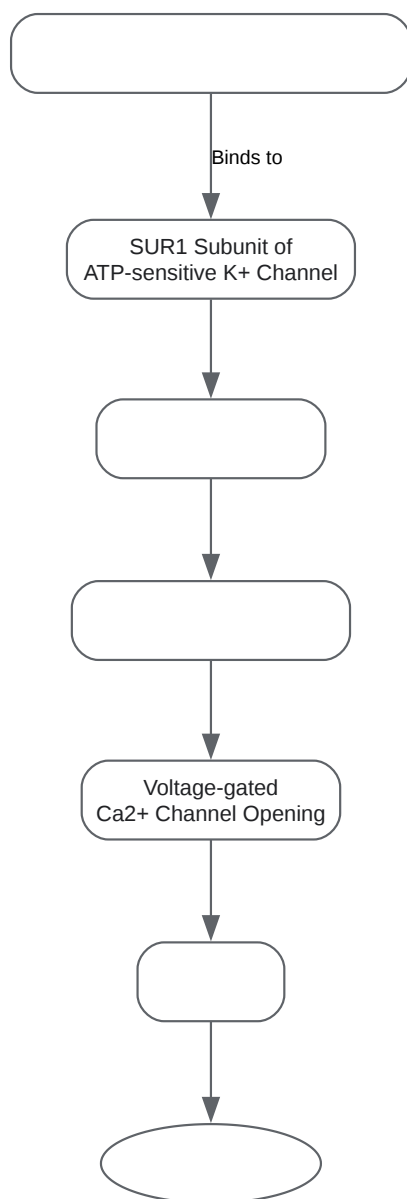 Binds to
SUR1 Subunit of
ATP-sensitive K+ Channel
Voltage-gated
Ca2+ Channel Opening